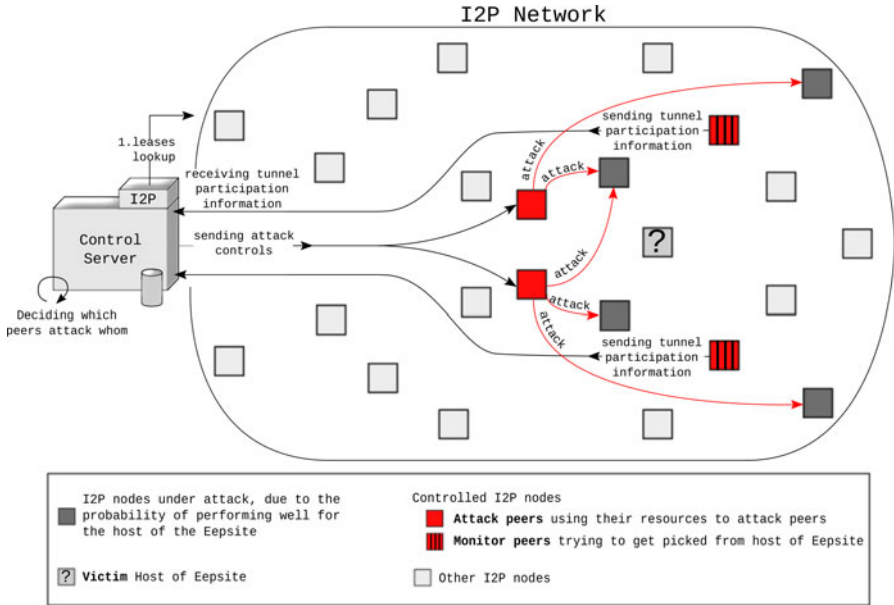 I2P Network
1.leases
lookup
I2P
Control
Server
Deciding which
peers attack whom
receiving tunnel
participation
information
sending attack
controls
sending tunnel
participation
information
attack
attack
attack
attack
attack
?
sending tunnel
participation
information
I2P nodes under attack, due to the
probability of performing well for
the host of the Eepsite
? Victim Host of Eepsite
Controlled I2P nodes
Attack peers using their resources to attack peers
Monitor peers trying to get picked from host of Eepsite
Other I2P nodes